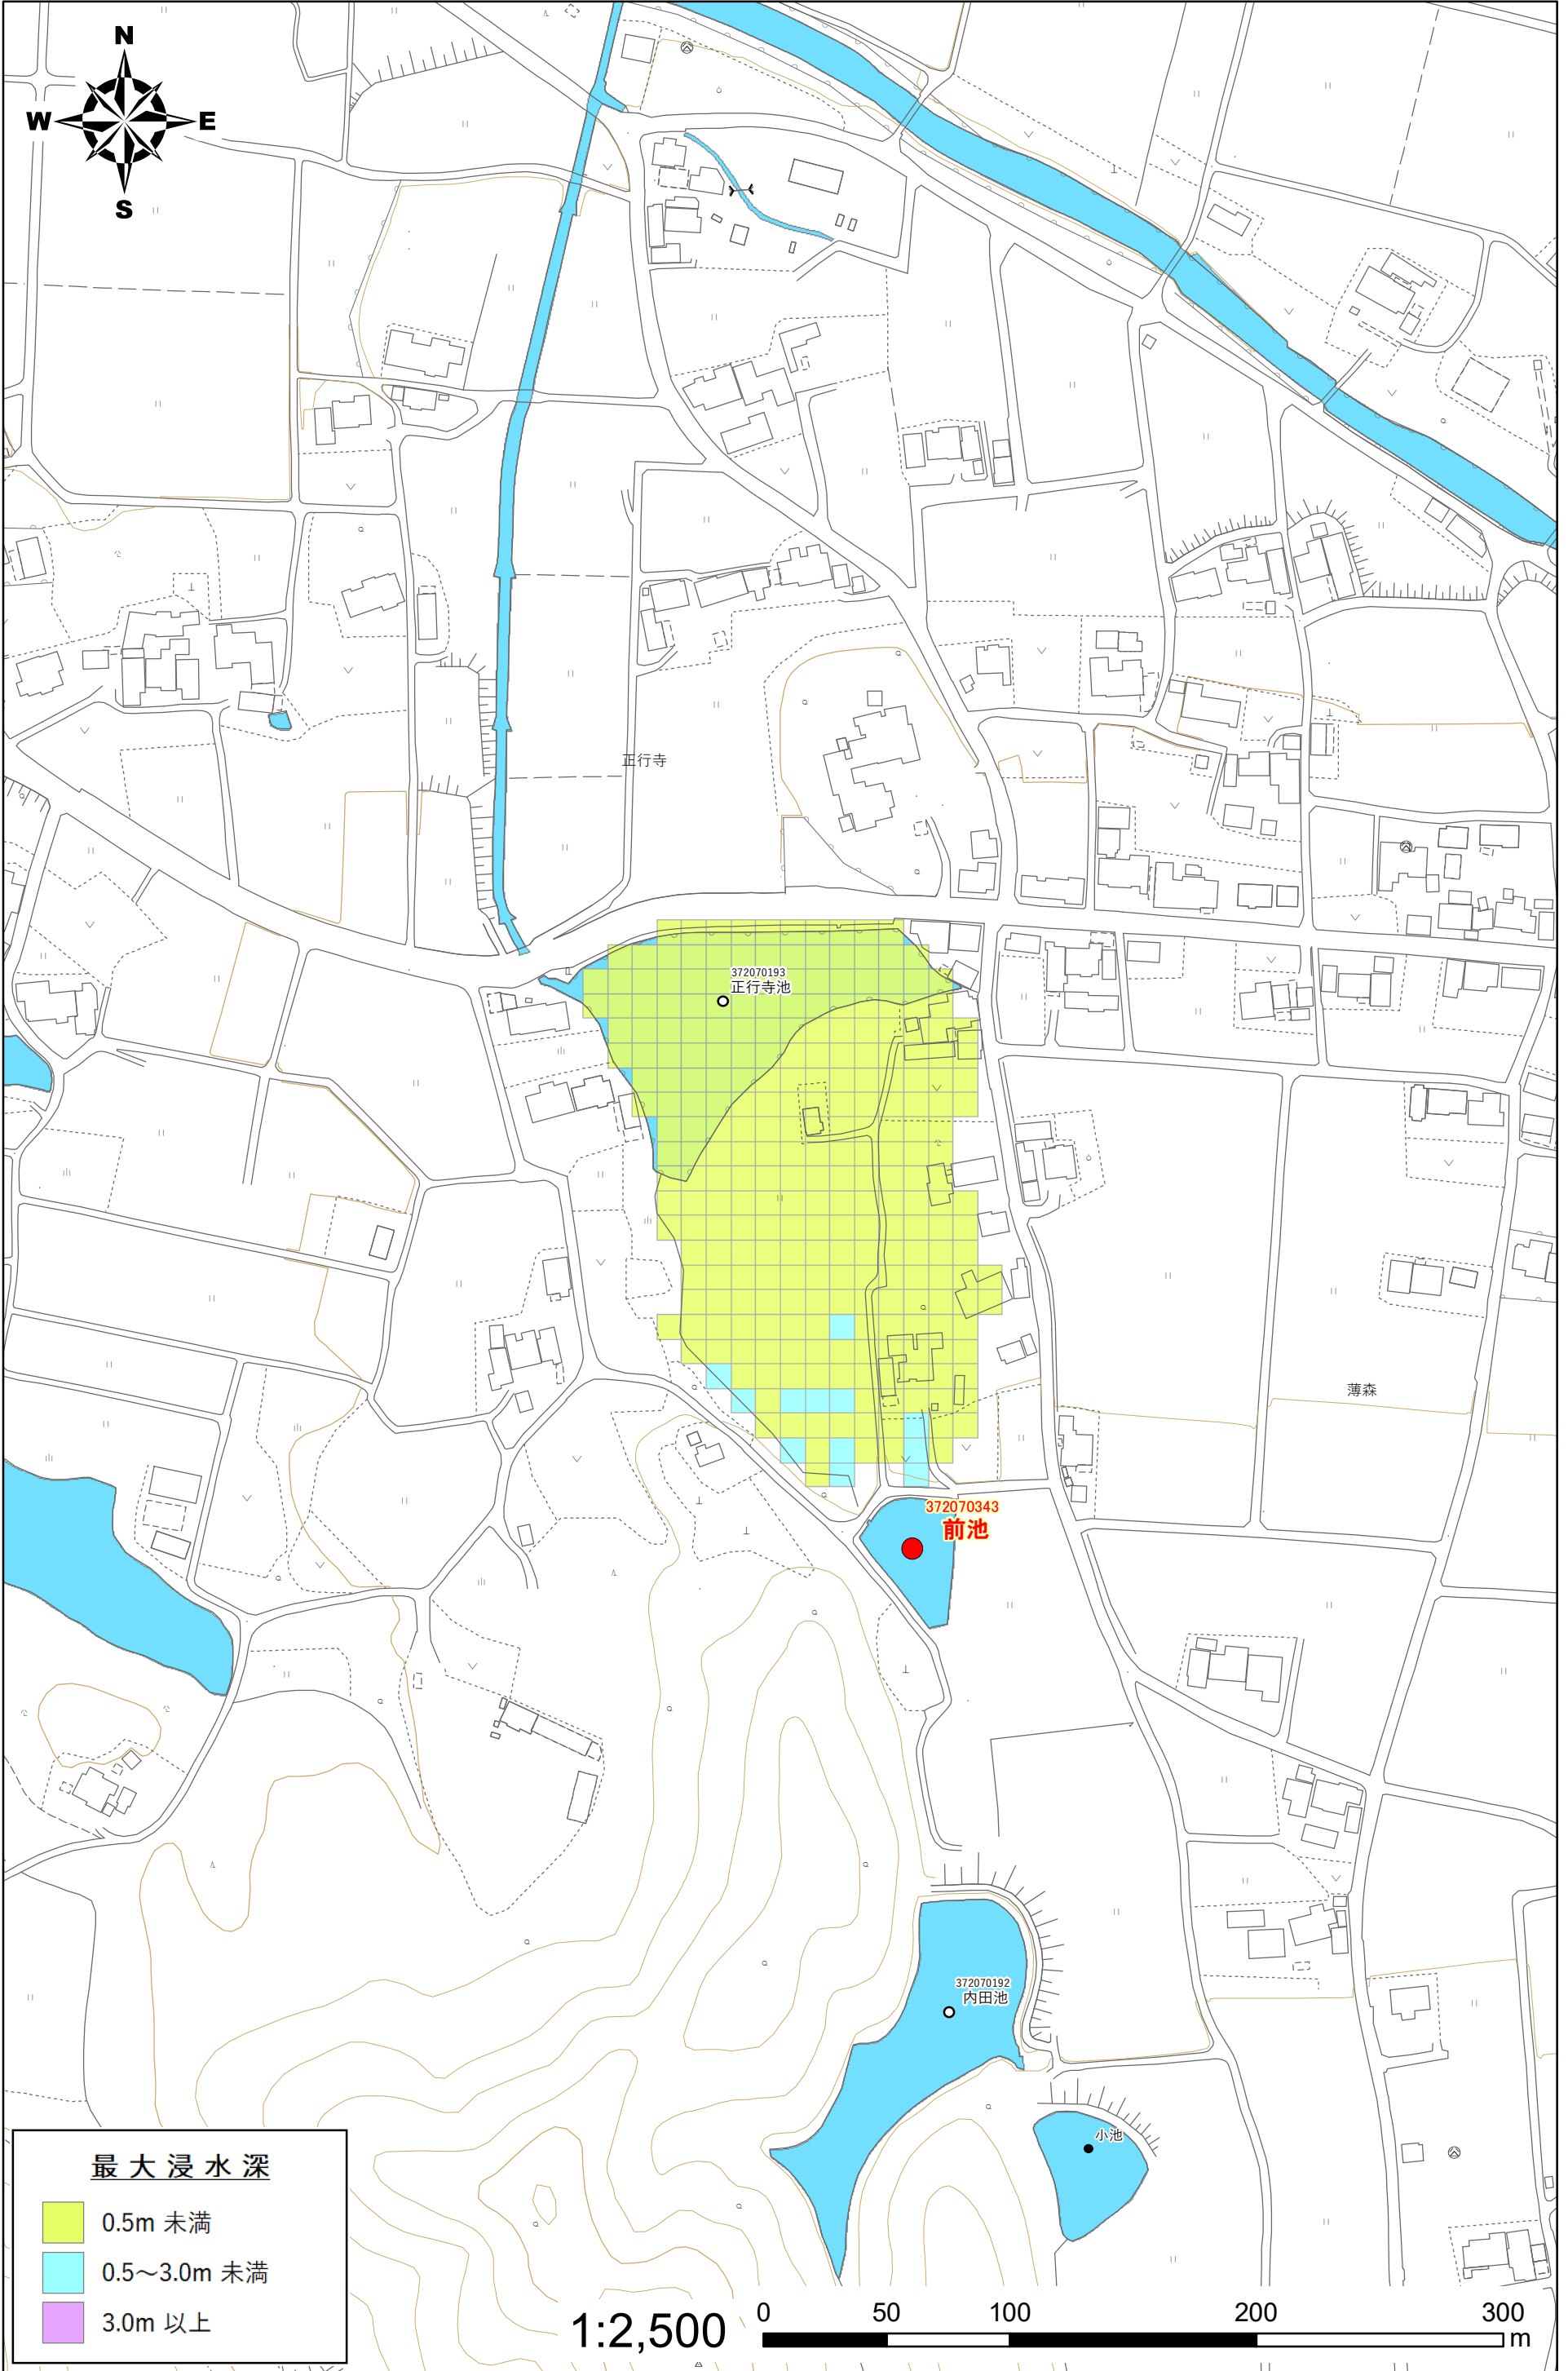 N
W
E
S
正行寺
372070193
正行寺池
薄森
372070343
前池
372070192
内田池
小池
最大浸水深
0.5m 未満
0.5～3.0m 未満
3.0m 以上
1:2,500
0 50 100 200 300
m